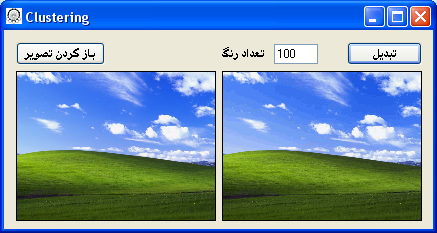 Clustering
باز کردن تصویر
تعداد رنگ 100
تبدیل